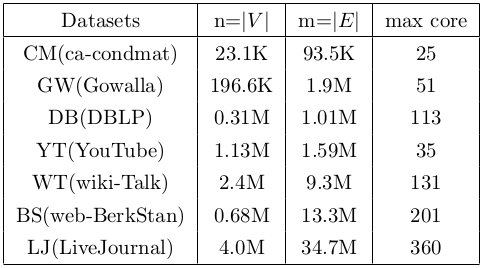 Datasets n=|V| m=|E| max core
CM(ca-condmat) 23.1K 93.5K 25
GW(Gowalla) 196.6K 1.9M 51
DB(DBLP) 0.31M 1.01M 113
YT(YouTube) 1.13M 1.59M 35
WT(wiki-Talk) 2.4M 9.3M 131
BS(web-BerkStan) 0.68M 13.3M 201
LJ(LiveJournal) 4.0M 34.7M 360